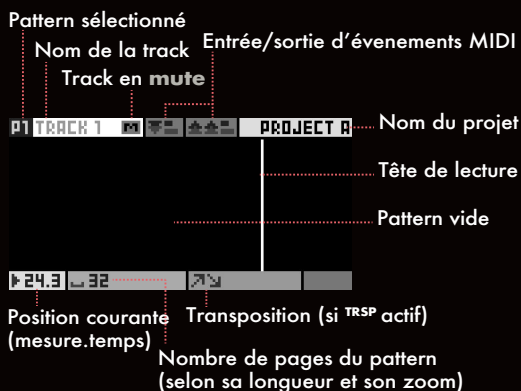 Pattern sélectionné
Nom de la track
Entrée/sortie d’évenements MIDI
Track en mute
P1 TRACK 1 M PROJECT A
Nom du projet
Tête de lecture
Pattern vide
24.3 32
Position courante
(mesure.temps)
Transposition (si TRSP actif)
Nombre de pages du pattern
(selon sa longueur et son zoom)